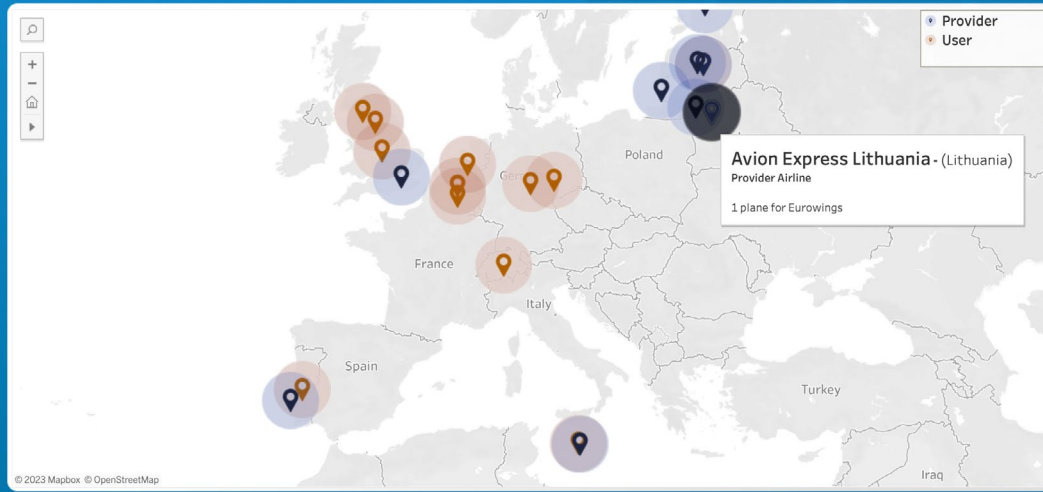 Provider
User
Poland
Avion Express Lithuania - (Lithuania)
Provider Airline
1 plane for Eurowings
France
Italy
Spain
Turkey
Iraq
© 2023 Mapbox © OpenStreetMap